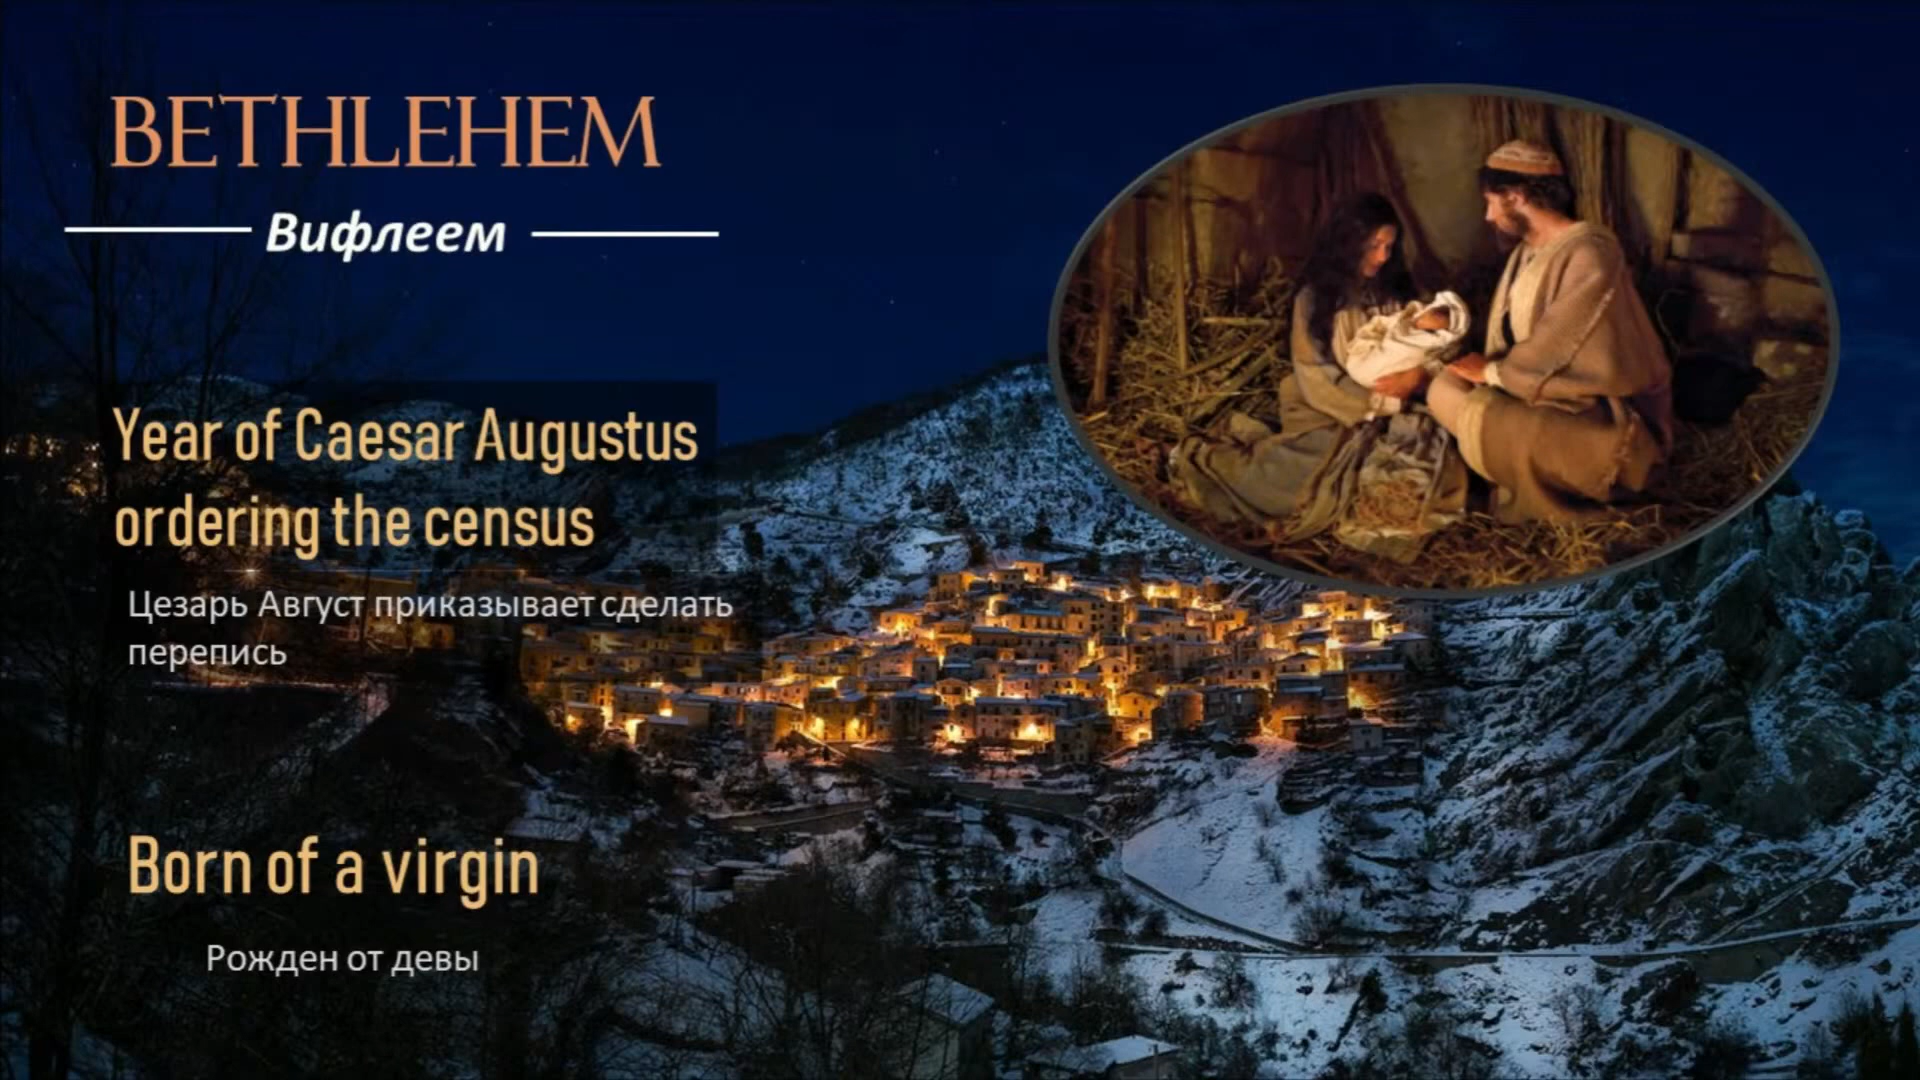 BETHLEHEM
Вифлеем
Year of Caesar Augustus
ordering the census
Цезарь Август приказывает сделать
перепись
Born of a virgin
Рожден от девы